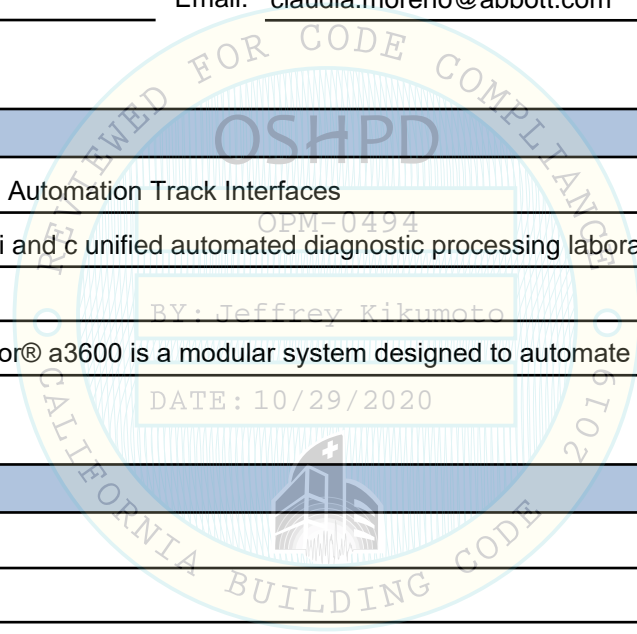 Email: claudia.moreno@abbott.com
REVIEWED FOR CODE COMPLIANCE
OSHPD
Automation Track Interfaces
OPM-0494
i and c unified automated diagnostic processing labora
BY: Jeffrey Kikumoto
or® a3600 is a modular system designed to automate
DATE: 10/29/2020
CALIFORNIA BUILDING CODE 2019